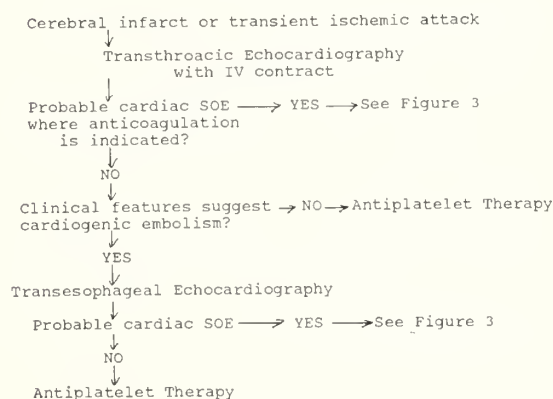 Cerebral infarct or transient ischemic attack
Transthroacic Echocardiography
with IV contract
Probable cardiac SOE → YES → See Figure 3
where anticoagulation
is indicated?
NO
Clinical features suggest → NO → Antiplatelet Therapy
cardiogenic embolism?
YES
Transesophageal Echocardiography
Probable cardiac SOE → YES → See Figure 3
NO
Antiplatelet Therapy